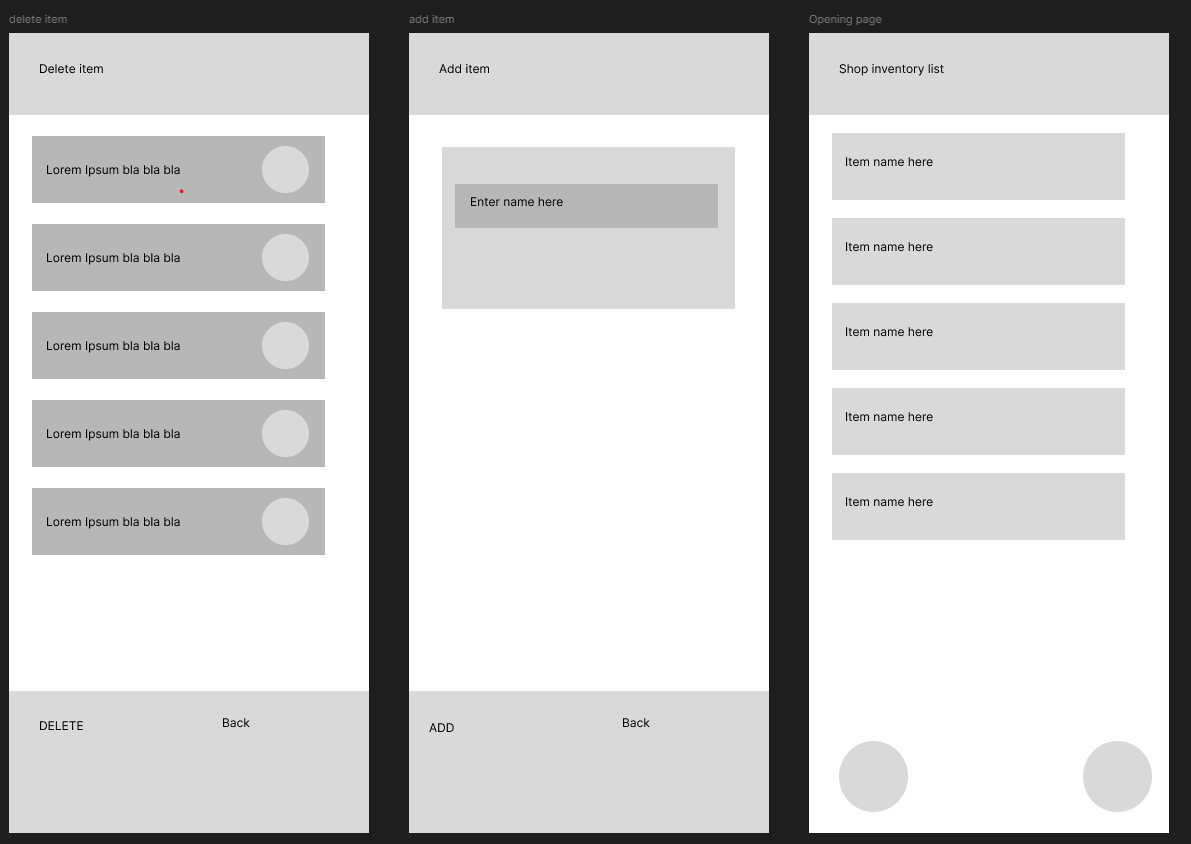 delete item
Delete item
Lorem Ipsum bla bla bla
Lorem Ipsum bla bla bla
Lorem Ipsum bla bla bla
Lorem Ipsum bla bla bla
Lorem Ipsum bla bla bla
DELETE
Back
add item
Add item
Enter name here
ADD
Back
Opening page
Shop inventory list
Item name here
Item name here
Item name here
Item name here
Item name here